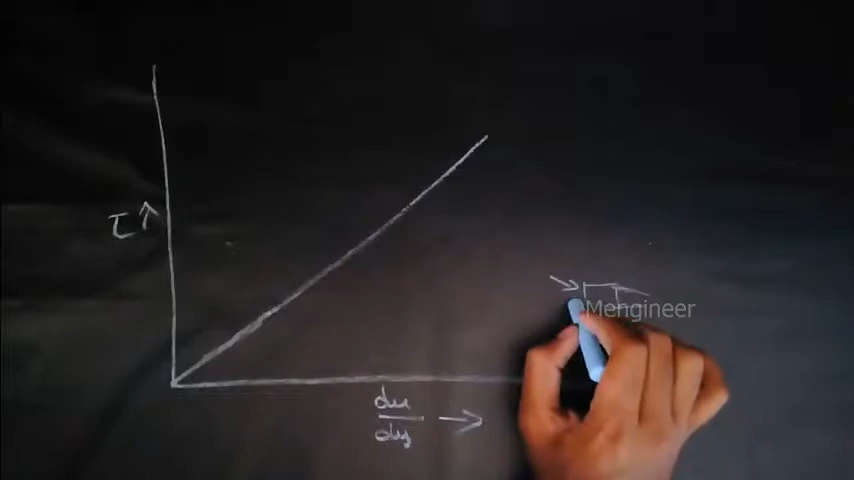 τ ↑
Mengineer
du
dy →